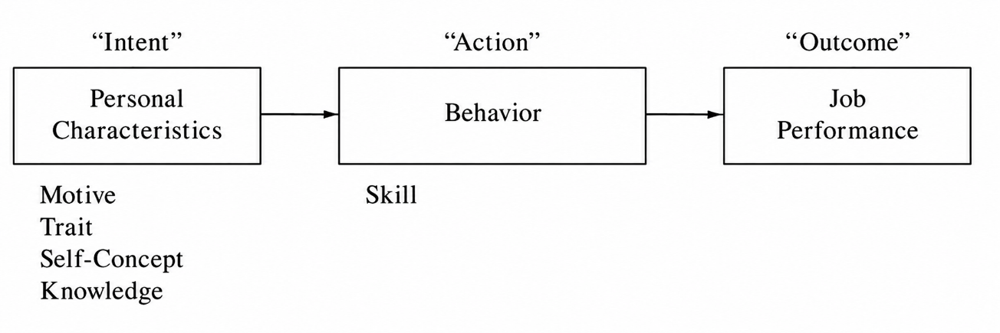 “Intent”
“Action”
“Outcome”
Personal
Characteristics
Behavior
Job
Performance
Motive
Trait
Self-Concept
Knowledge
Skill